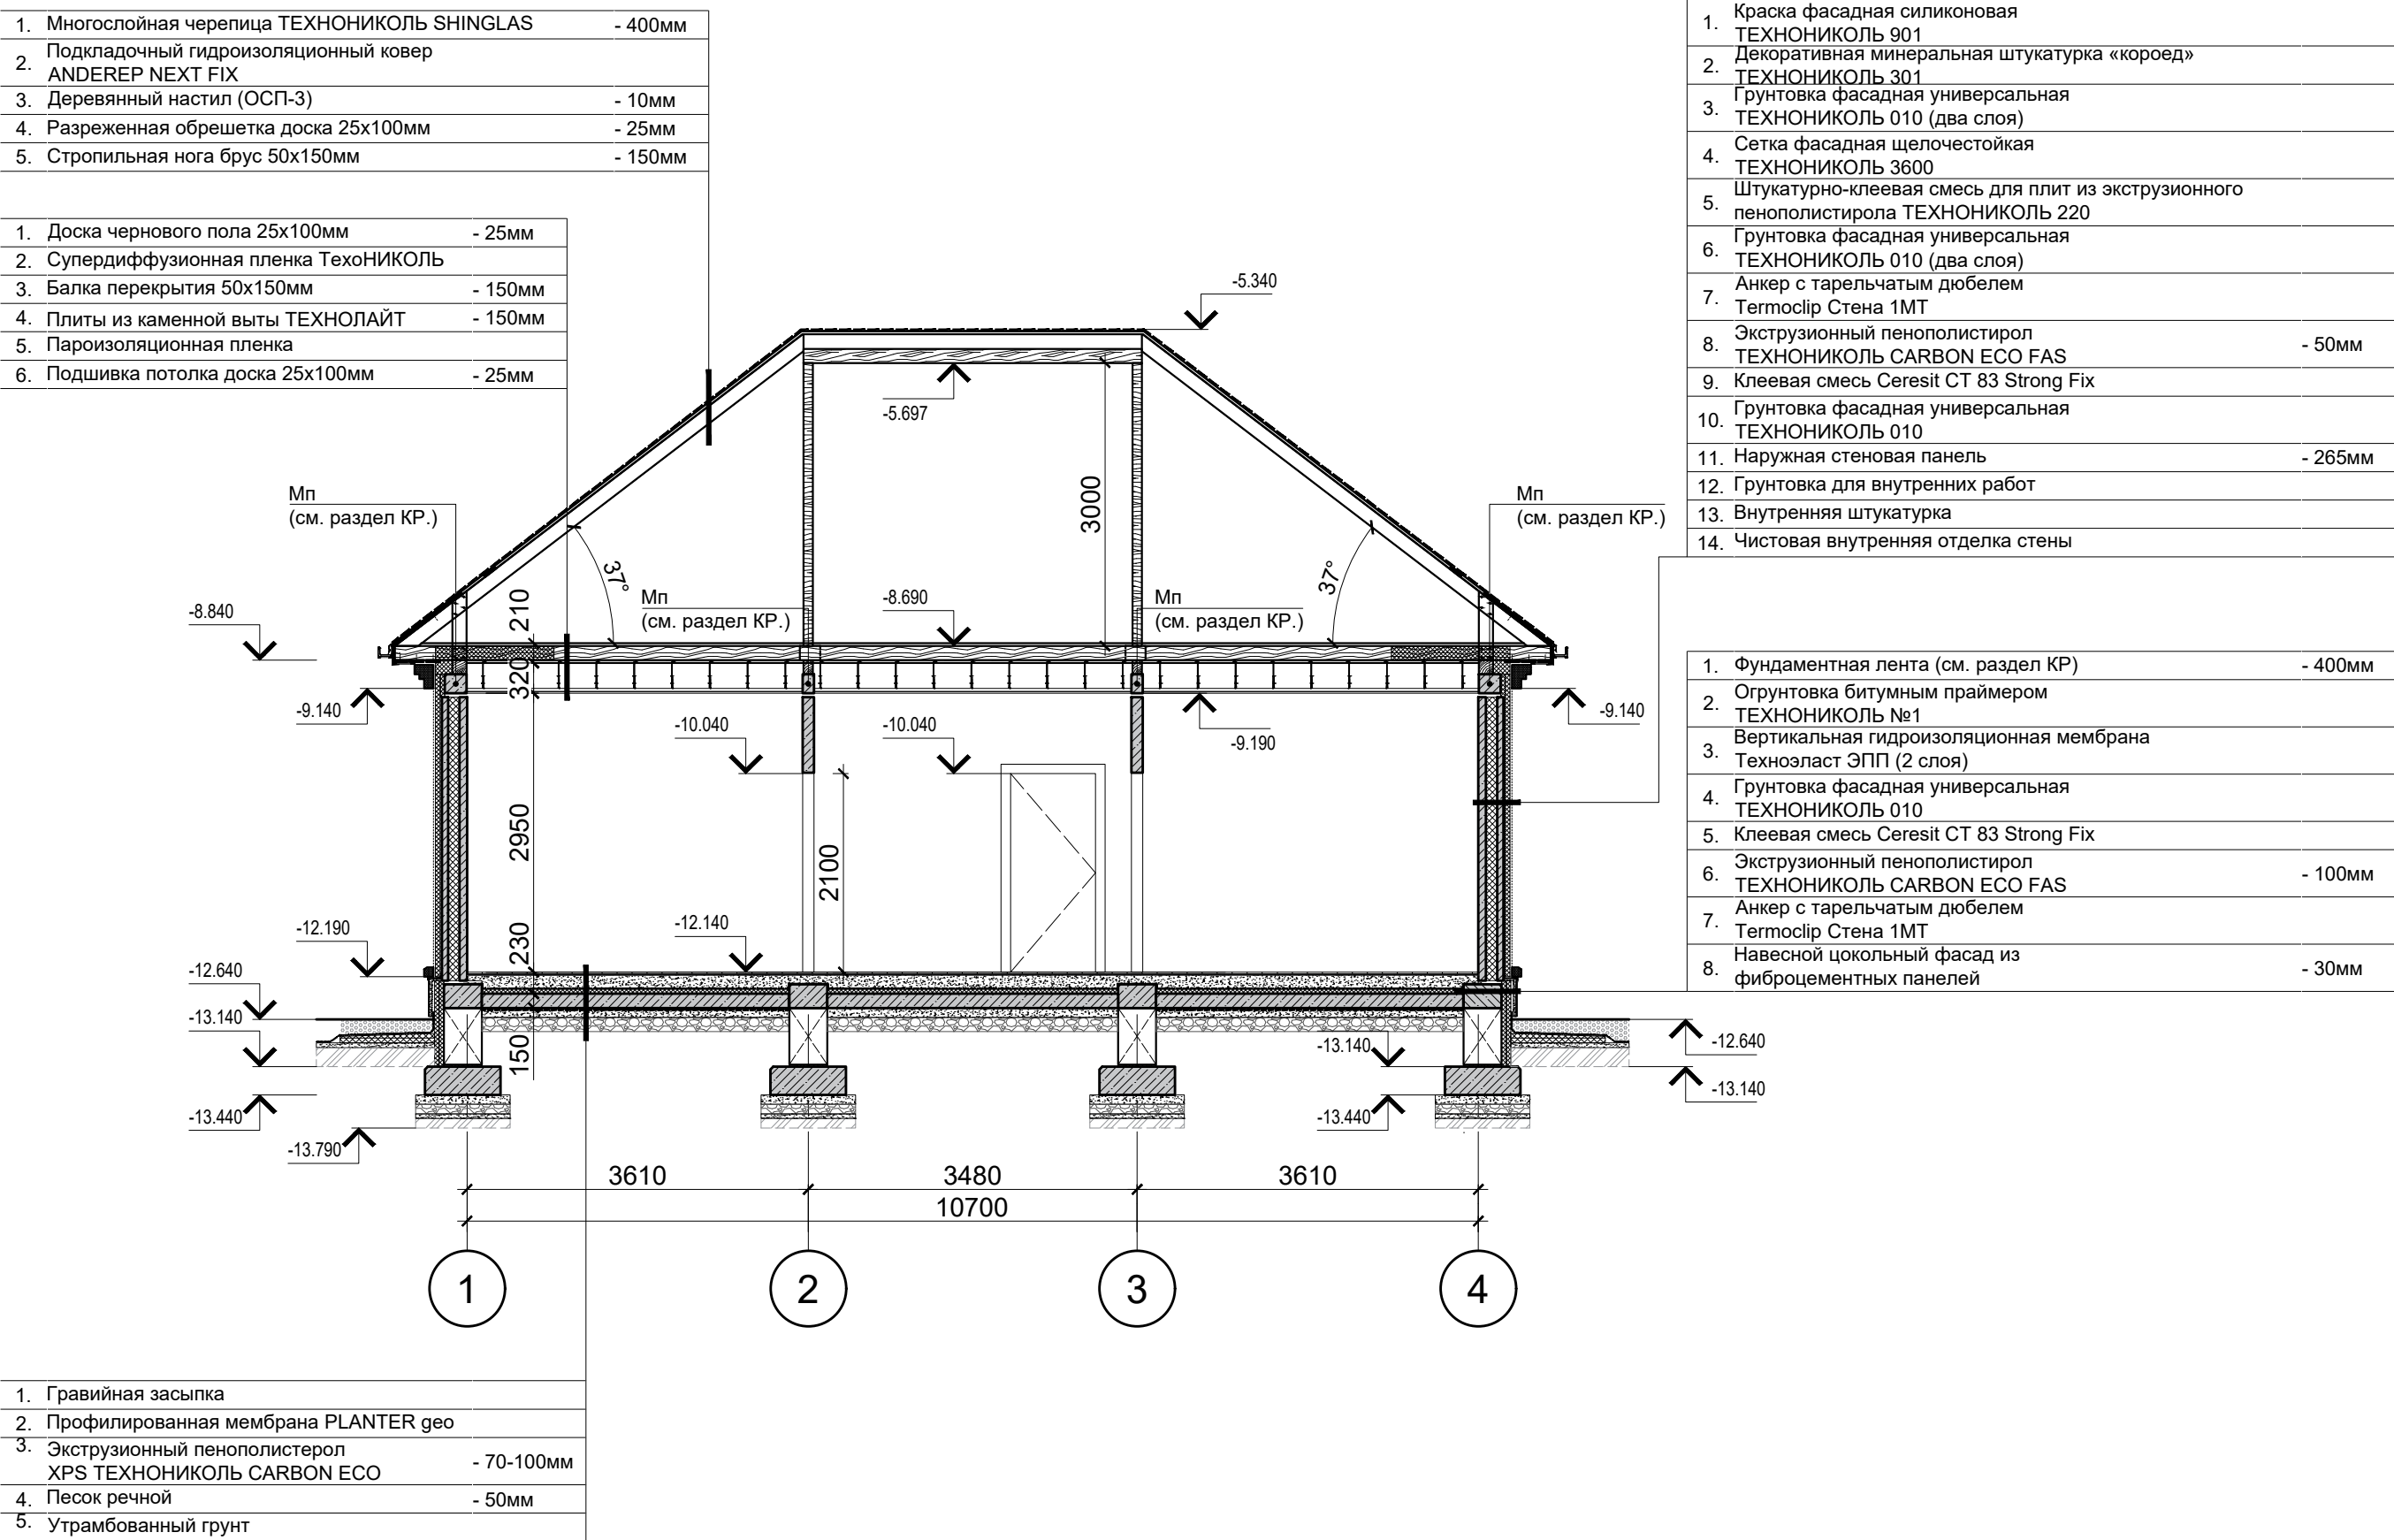 1. Многослойная черепица ТЕХНОНИКОЛЬ SHINGLAS - 400мм
2. Подкладочный гидроизоляционный ковер
ANDEREP NEXT FIX
3. Деревянный настил (ОСП-3) - 10мм
4. Разреженная обрешетка доска 25х100мм - 25мм
5. Стропильная нога брус 50х150мм - 150мм
1. Доска чернового пола 25х100мм - 25мм
2. Супердиффузионная пленка ТехоНИКОЛЬ
3. Балка перекрытия 50х150мм - 150мм
4. Плиты из каменной выты ТЕХНОЛАЙТ - 150мм
5. Пароизоляционная пленка
6. Подшивка потолка доска 25х100мм - 25мм
1. Краска фасадная силиконовая
ТЕХНОНИКОЛЬ 901
2. Декоративная минеральная штукатурка «короед»
ТЕХНОНИКОЛЬ 301
3. Грунтовка фасадная универсальная
ТЕХНОНИКОЛЬ 010 (два слоя)
4. Сетка фасадная щелочестойкая
ТЕХНОНИКОЛЬ 3600
5. Штукатурно-клеевая смесь для плит из экструзионного
пенополистирола ТЕХНОНИКОЛЬ 220
6. Грунтовка фасадная универсальная
ТЕХНОНИКОЛЬ 010 (два слоя)
7. Анкер с тарельчатым дюбелем
Termoclip Стена 1МТ
8. Экструзионный пенополистирол
ТЕХНОНИКОЛЬ CARBON ECO FAS - 50мм
9. Клеевая смесь Ceresit CT 83 Strong Fix
10. Грунтовка фасадная универсальная
ТЕХНОНИКОЛЬ 010
11. Наружная стеновая панель - 265мм
12. Грунтовка для внутренних работ
13. Внутренняя штукатурка
14. Чистовая внутренняя отделка стены
1. Фундаментная лента (см. раздел КР) - 400мм
2. Огрунтовка битумным праймером
ТЕХНОНИКОЛЬ №1
3. Вертикальная гидроизоляционная мембрана
Техноэласт ЭПП (2 слоя)
4. Грунтовка фасадная универсальная
ТЕХНОНИКОЛЬ 010
5. Клеевая смесь Ceresit CT 83 Strong Fix
6. Экструзионный пенополистирол
ТЕХНОНИКОЛЬ CARBON ECO FAS - 100мм
7. Анкер с тарельчатым дюбелем
Termoclip Стена 1МТ
8. Навесной цокольный фасад из
фиброцементных панелей - 30мм
-5.340
-5.697
3000
Мп
(см. раздел КР.)
Мп
(см. раздел КР.)
37°
37°
Мп
(см. раздел КР.)
Мп
(см. раздел КР.)
-8.690
-8.840
210
320
-9.140
-9.140
-9.190
-10.040
-10.040
2950
2100
-12.190
-12.140
230
-12.640
-13.140
150
-13.140
-12.640
-13.140
-13.440
-13.440
-13.790
3610
3480
3610
10700
1
2
3
4
1. Гравийная засыпка
2. Профилированная мембрана PLANTER geo
3. Экструзионный пенополистерол
XPS ТЕХНОНИКОЛЬ CARBON ECO - 70-100мм
4. Песок речной - 50мм
5. Утрамбованный грунт